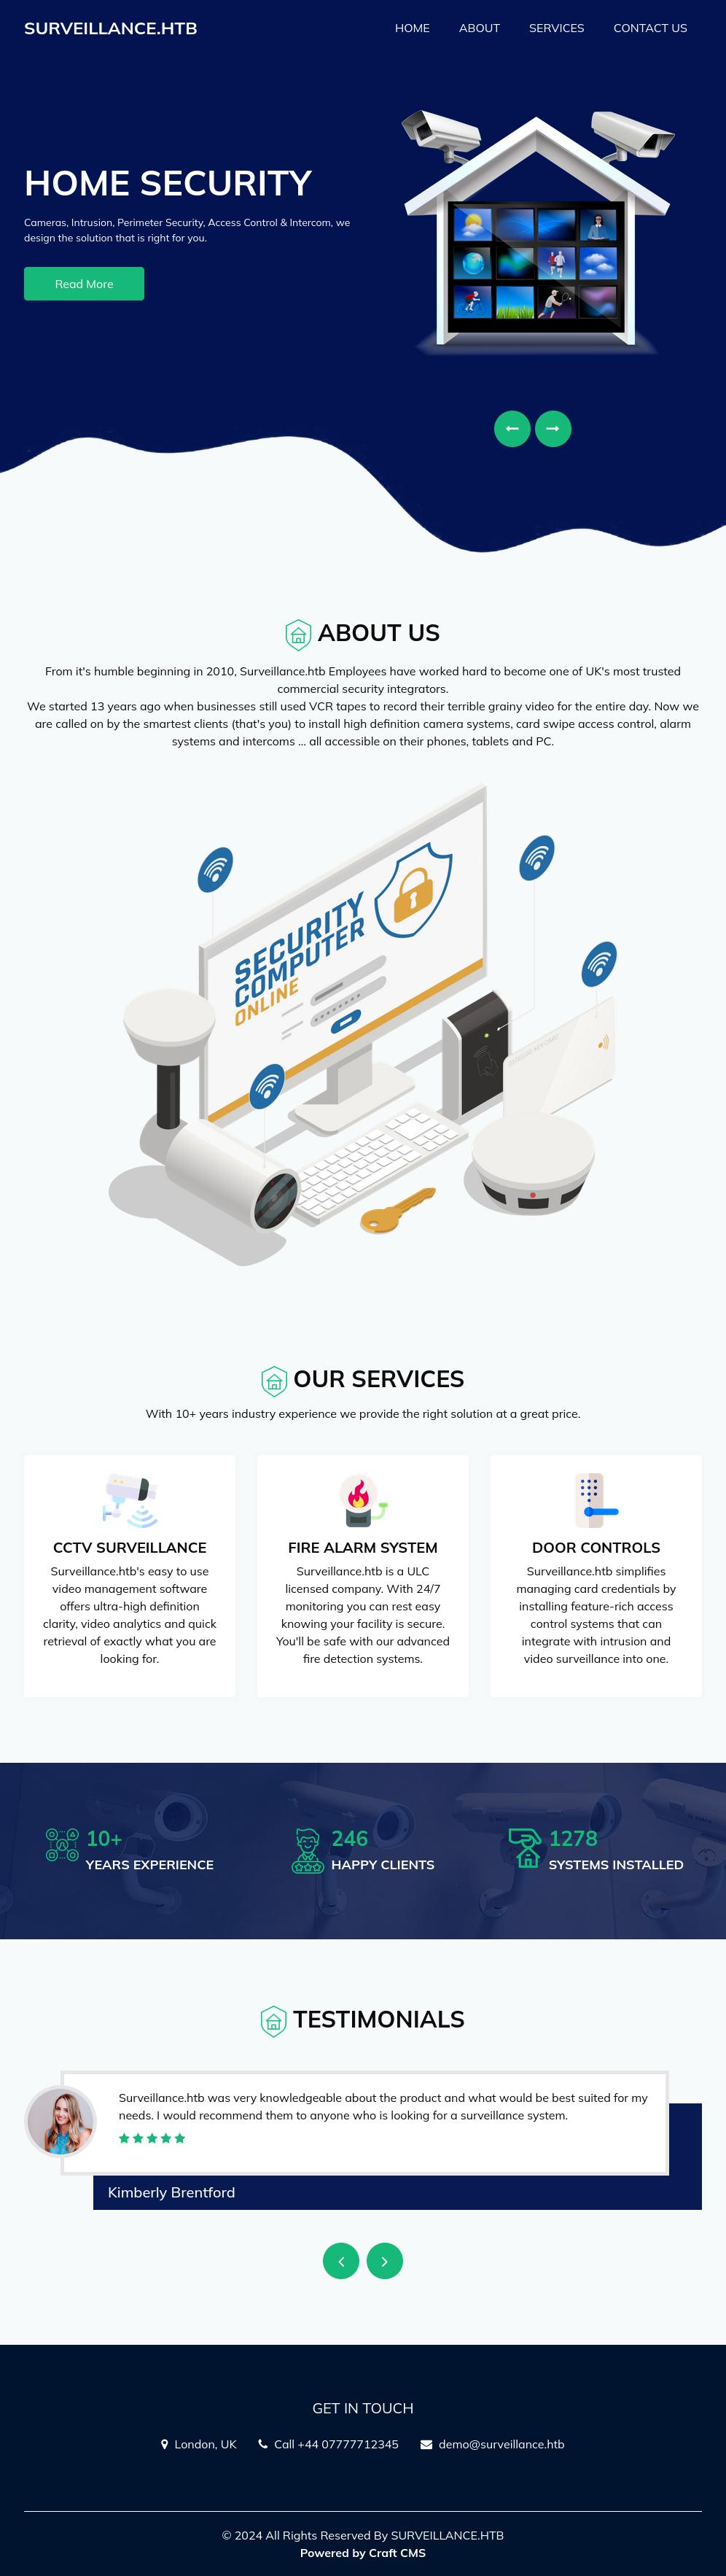 SURVEILLANCE.HTB
HOME ABOUT SERVICES CONTACT US
HOME SECURITY
Cameras, Intrusion, Perimeter Security, Access Control & Intercom, we
design the solution that is right for you.
Read More
ABOUT US
From it's humble beginning in 2010, Surveillance.htb Employees have worked hard to become one of UK's most trusted
commercial security integrators.
We started 13 years ago when businesses still used VCR tapes to record their terrible grainy video for the entire day. Now we
are called on by the smartest clients (that's you) to install high definition camera systems, card swipe access control, alarm
systems and intercoms ... all accessible on their phones, tablets and PC.
SECURITY
COMPUTER
ONLINE
OUR SERVICES
With 10+ years industry experience we provide the right solution at a great price.
CCTV SURVEILLANCE
Surveillance.htb's easy to use
video management software
offers ultra-high definition
clarity, video analytics and quick
retrieval of exactly what you are
looking for.
FIRE ALARM SYSTEM
Surveillance.htb is a ULC
licensed company. With 24/7
monitoring you can rest easy
knowing your facility is secure.
You'll be safe with our advanced
fire detection systems.
DOOR CONTROLS
Surveillance.htb simplifies
managing card credentials by
installing feature-rich access
control systems that can
integrate with intrusion and
video surveillance into one.
10+
YEARS EXPERIENCE
246
HAPPY CLIENTS
1278
SYSTEMS INSTALLED
TESTIMONIALS
Surveillance.htb was very knowledgeable about the product and what would be best suited for my
needs. I would recommend them to anyone who is looking for a surveillance system.
Kimberly Brentford
GET IN TOUCH
London, UK Call +44 07777712345 demo@surveillance.htb
© 2024 All Rights Reserved By SURVEILLANCE.HTB
Powered by Craft CMS